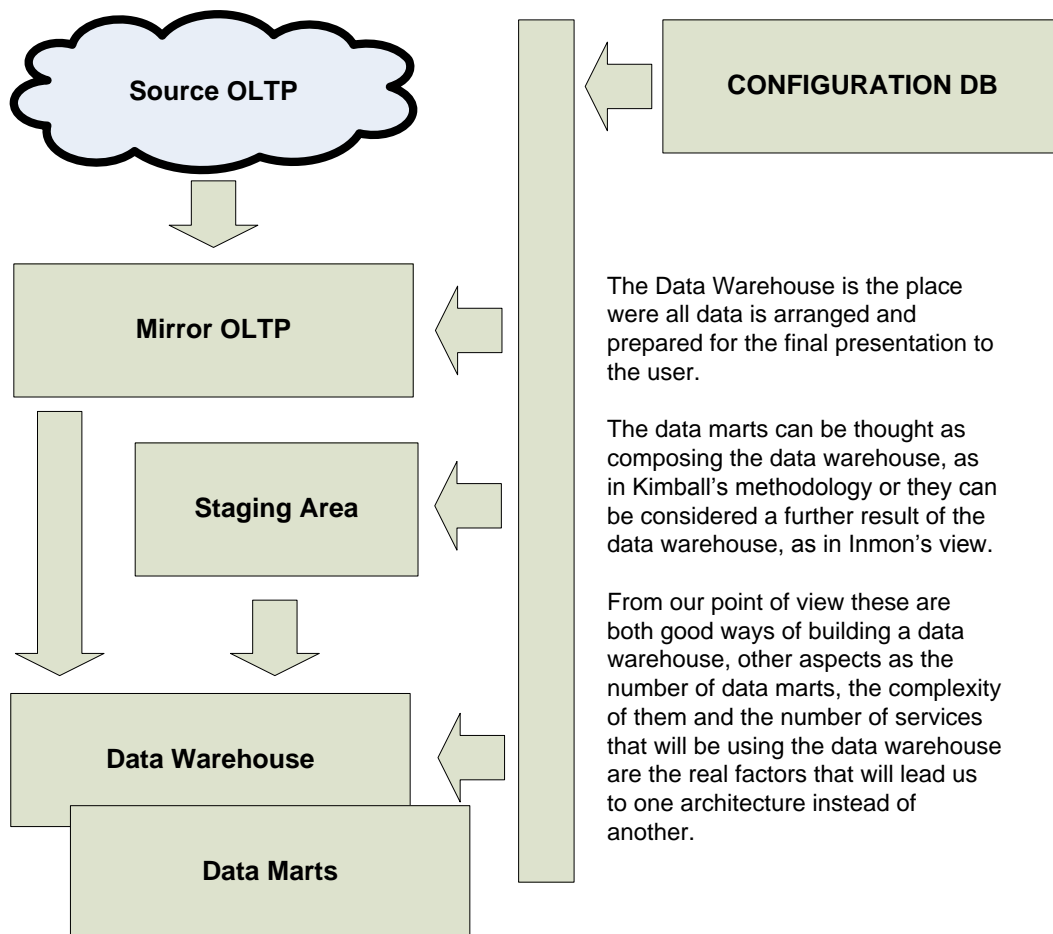 Source OLTP
CONFIGURATION DB
Mirror OLTP
Staging Area
Data Warehouse
Data Marts
The Data Warehouse is the place
were all data is arranged and
prepared for the final presentation to
the user.
The data marts can be thought as
composing the data warehouse, as
in Kimball’s methodology or they can
be considered a further result of the
data warehouse, as in Inmon’s view.
From our point of view these are
both good ways of building a data
warehouse, other aspects as the
number of data marts, the complexity
of them and the number of services
that will be using the data warehouse
are the real factors that will lead us
to one architecture instead of
another.